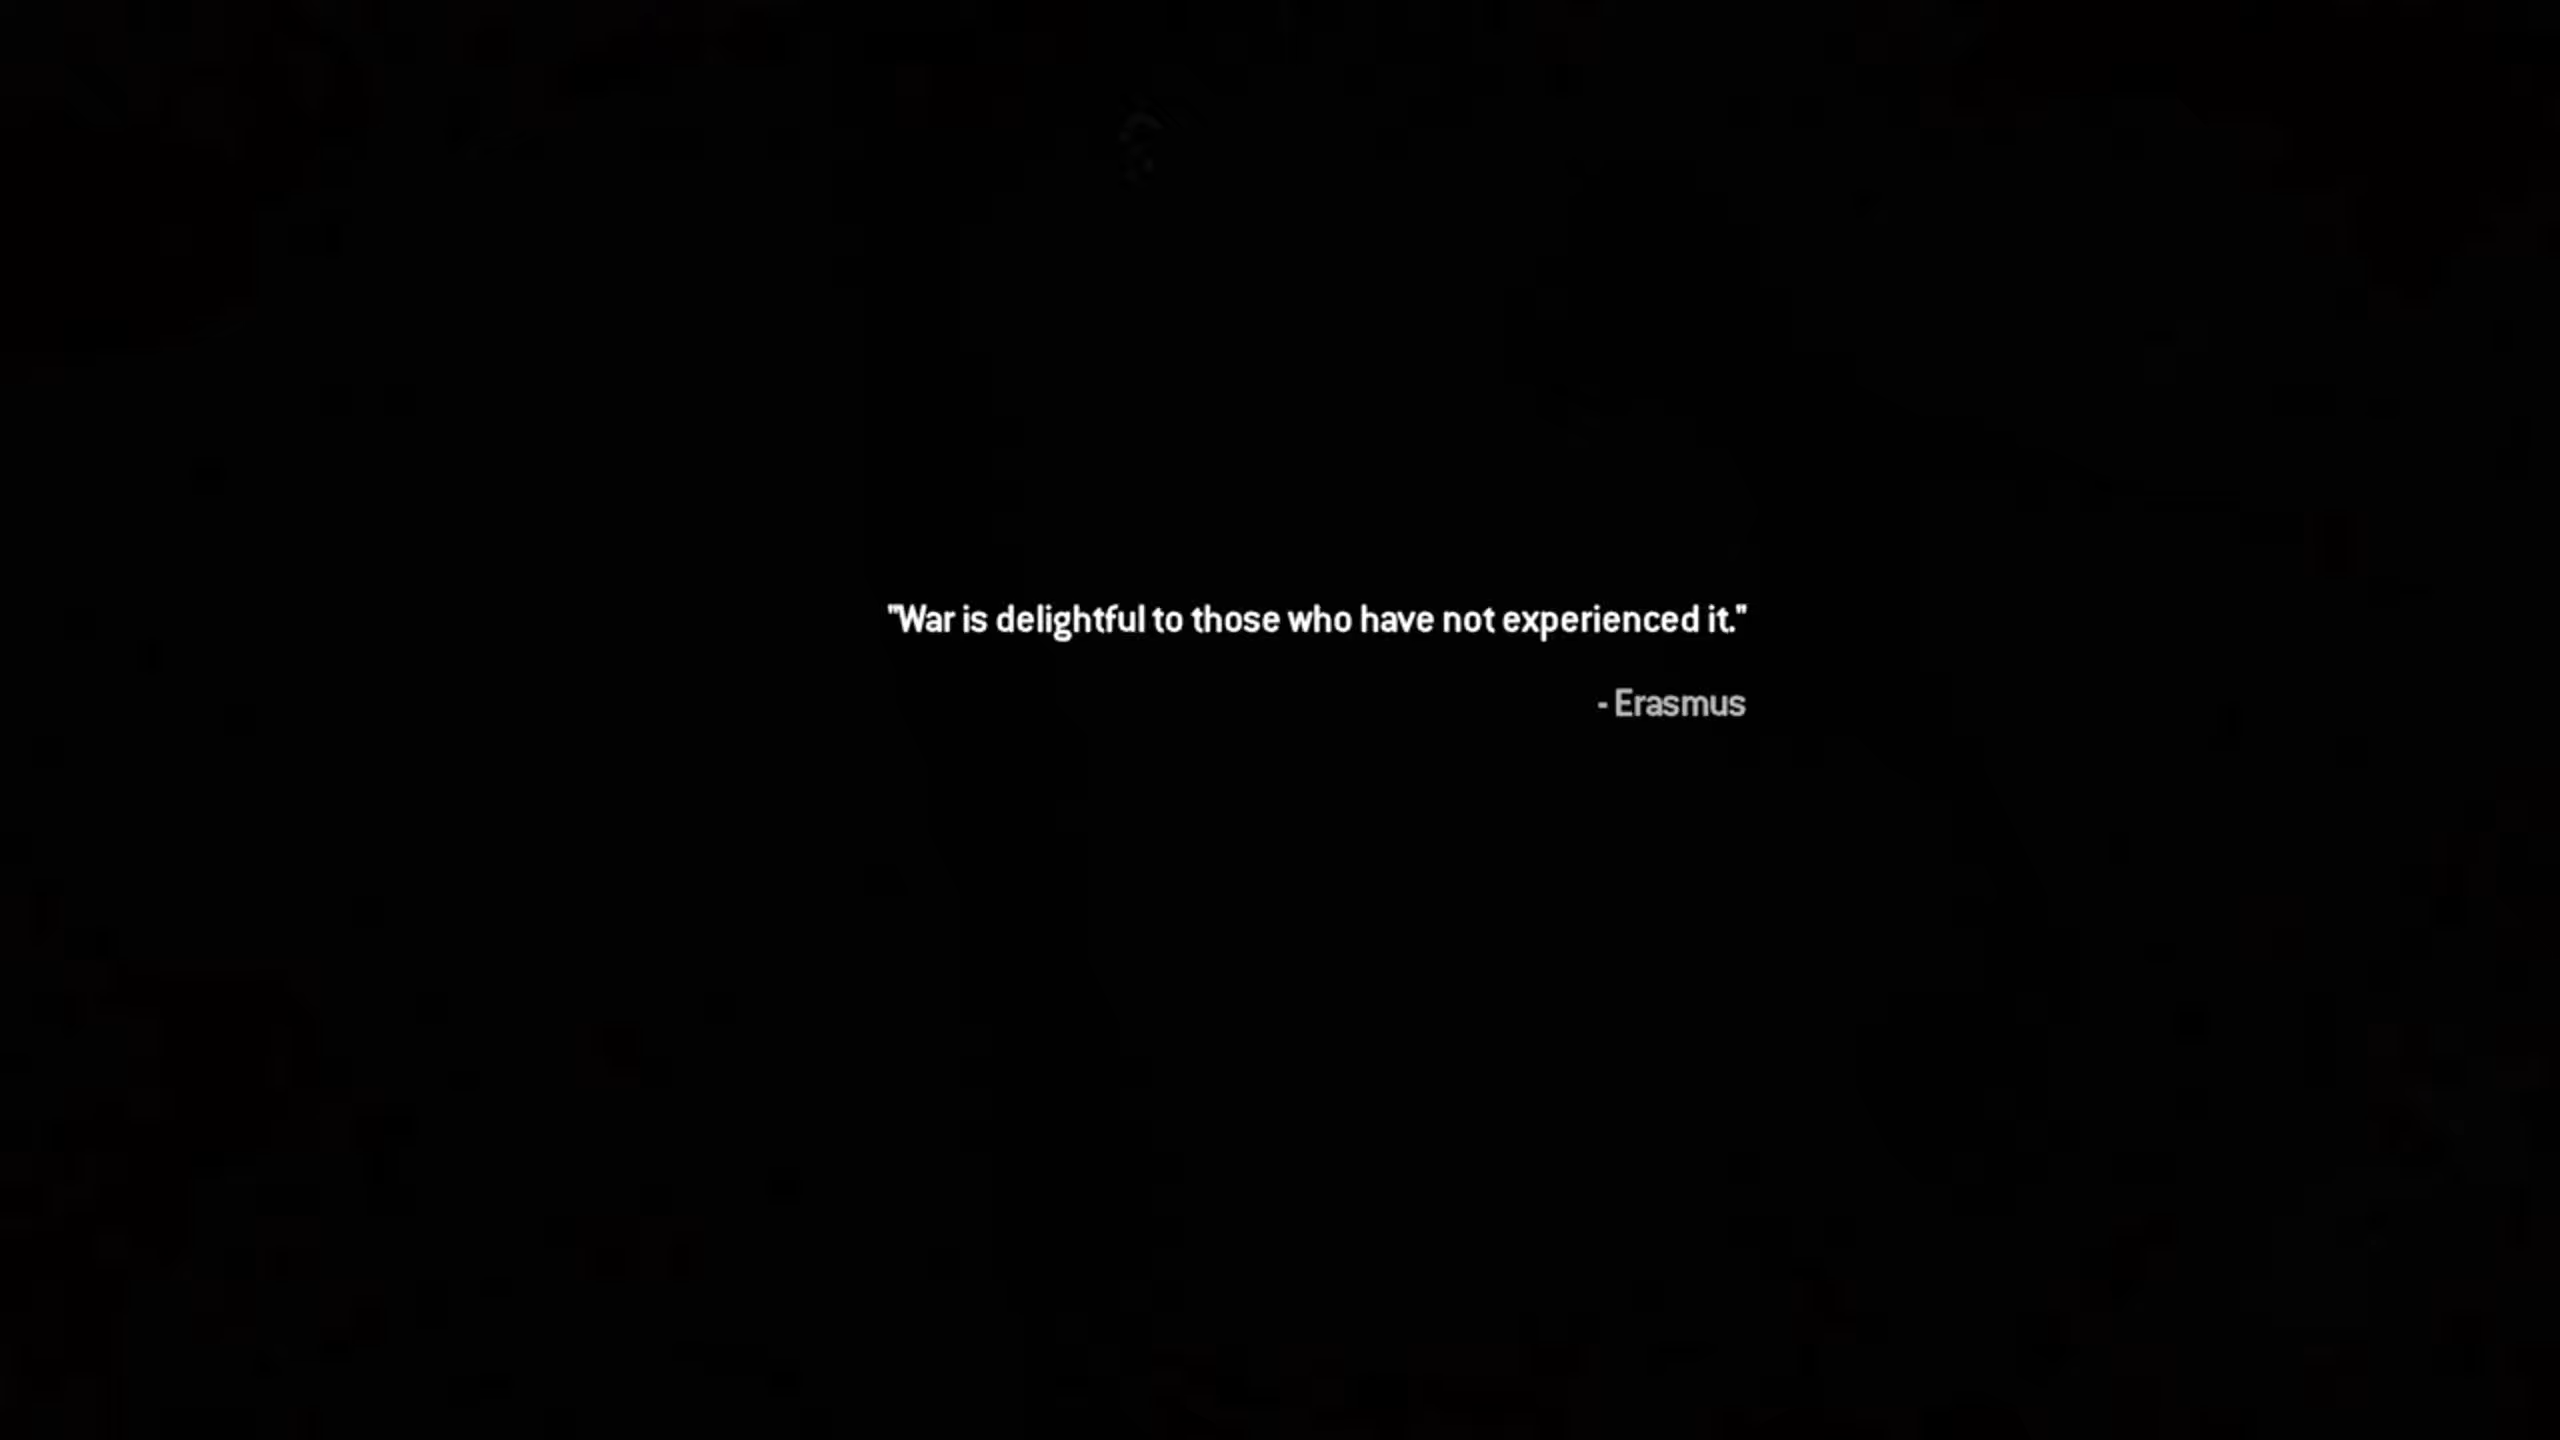 "War is delightful to those who have not experienced it."
- Erasmus